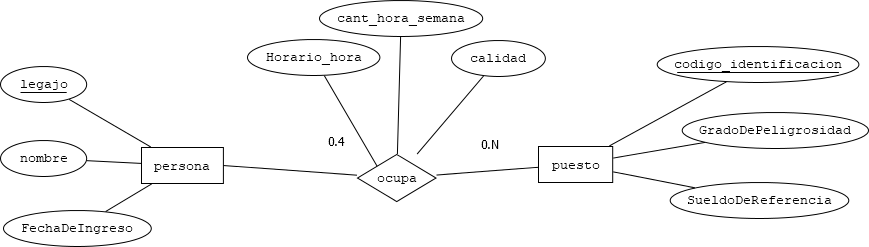 cant_hora_semana
Horario_hora
calidad
codigo_identificacion
legajo
GradoDePeligrosidad
0.4
0.N
nombre
persona
puesto
ocupa
SueldoDeReferencia
FechaDeIngreso